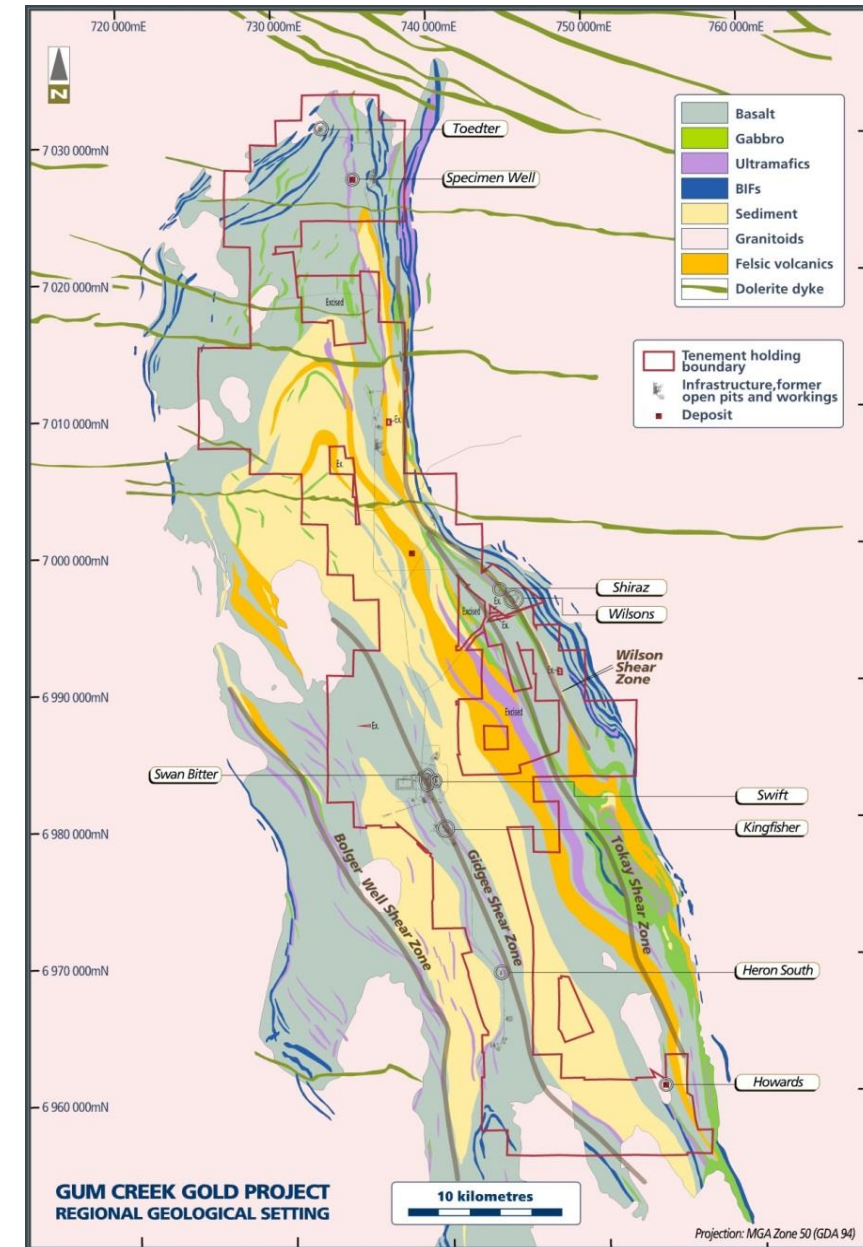 720 000mE
730 000mE
740 000mE
750 000mE
760 000mE
N
7 030 000mN
7 020 000mN
7 010 000mN
7 000 000mN
6 990 000mN
6 980 000mN
6 970 000mN
6 960 000mN
Toedter
Specimen Well
Basalt
Gabbro
Ultramafics
BIFs
Sediment
Granitoids
Felsic volcanics
Dolerite dyke
Tenement holding
boundary
Infrastructure,former
open pits and workings
Deposit
Excised
Ex.
Ex.
Shiraz
Wilsons
Ex.
Excised
Ex.
Wilson
Shear
Zone
Ex.
Excised
Ex.
Swan Bitter
Swift
Kingfisher
Bolger Well Shear Zone
Gidgee Shear Zone
Tokay Shear Zone
Heron South
Howards
GUM CREEK GOLD PROJECT
REGIONAL GEOLOGICAL SETTING
10 kilometres
Projection: MGA Zone 50 (GDA 94)